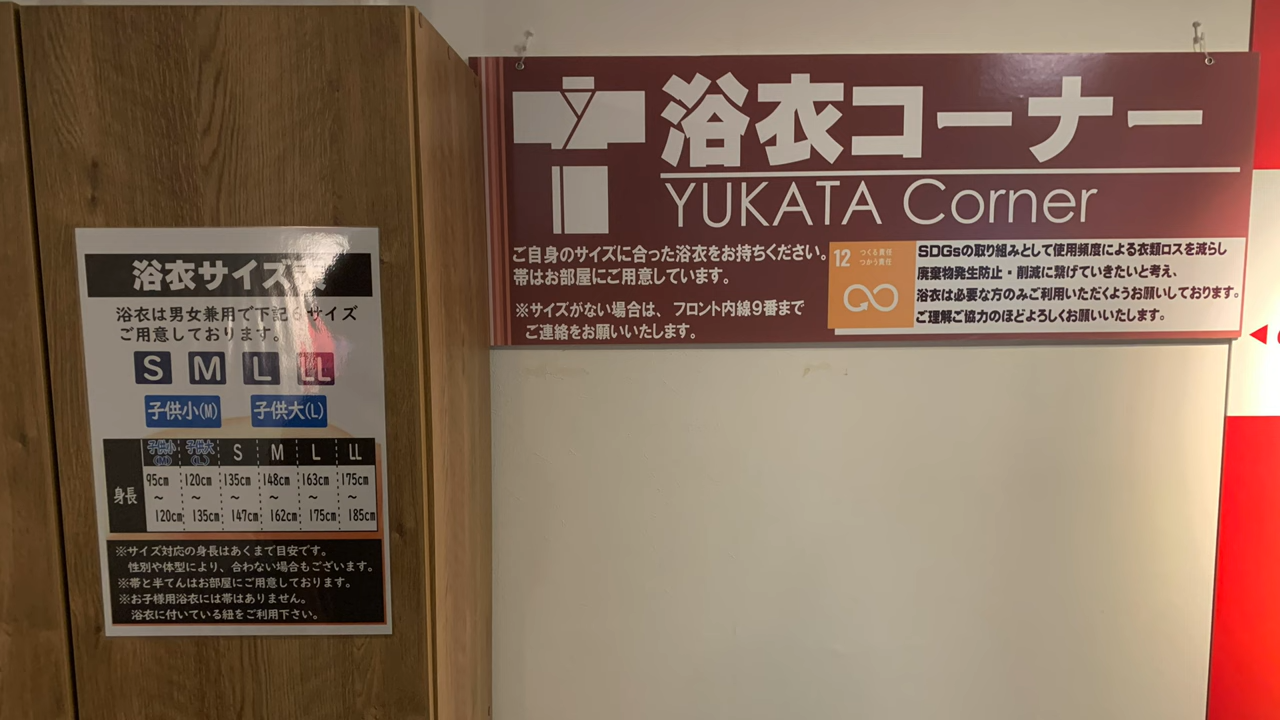 浴衣サイズ表
浴衣は男女兼用で下記6サイズ
ご用意しております。
S M L LL
子供小(M) 子供大(L)
子供小(M) 子供大(L) S M L LL
身長
95cm 120cm 135cm 148cm 163cm 175cm
～ ～ ～ ～ ～ ～
120cm 135cm 147cm 162cm 175cm 185cm
※サイズ対応の身長はあくまで目安です。
性別や体型により、合わない場合もございます。
※帯と半てんはお部屋にご用意しております。
※お子様用浴衣には帯はありません。
浴衣に付いている紐をご利用下さい。
浴衣コーナー
YUKATA Corner
ご自身のサイズに合った浴衣をお持ちください。
帯はお部屋にご用意しています。
※サイズがない場合は、フロント内線9番まで
ご連絡をお願いいたします。
12 つくる責任
つかう責任
SDGsの取り組みとして使用頻度による衣類ロスを減らし
廃棄物発生防止・削減に繋げていきたいと考え、
浴衣は必要な方のみご利用いただくようお願いしております。
ご理解ご協力のほどよろしくお願いいたします。